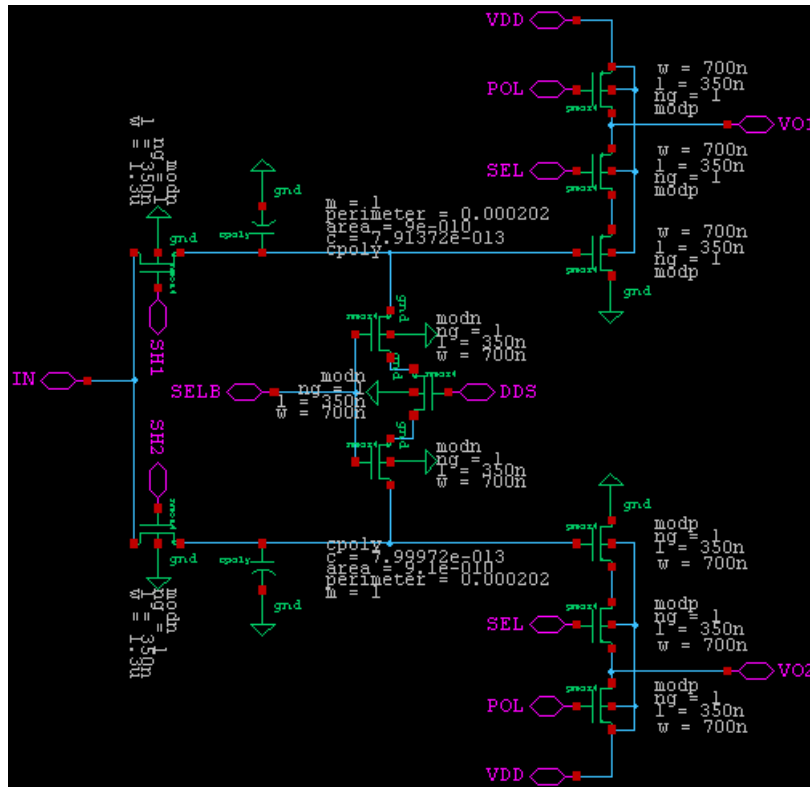 VDD
w = 700n
l = 350n
ng = 1
modp
POL
VO1
w = 700n
l = 350n
ng = 1
modp
SEL
w = 700n
l = 350n
ng = 1
modp
gnd
modn
ng = 1
l = 350n
w = 1.3u
gnd
cpoly
gnd
m = 1
perimeter = 0.000202
area = 9e-010
c = 7.91372e-013
cpoly
SH1
gnd
modn
ng = 1
l = 350n
w = 700n
IN
SELB
modn
ng = 1
l = 350n
w = 700n
gnd
DDS
gnd
modn
ng = 1
l = 350n
w = 700n
SH2
gnd
modn
ng = 1
l = 350n
w = 1.3u
cpoly
gnd
cpoly
c = 7.99972e-013
area = 9.1e-010
perimeter = 0.000202
m = 1
gnd
modp
ng = 1
l = 350n
w = 700n
SEL
modp
ng = 1
l = 350n
w = 700n
VO2
POL
modp
ng = 1
l = 350n
w = 700n
VDD